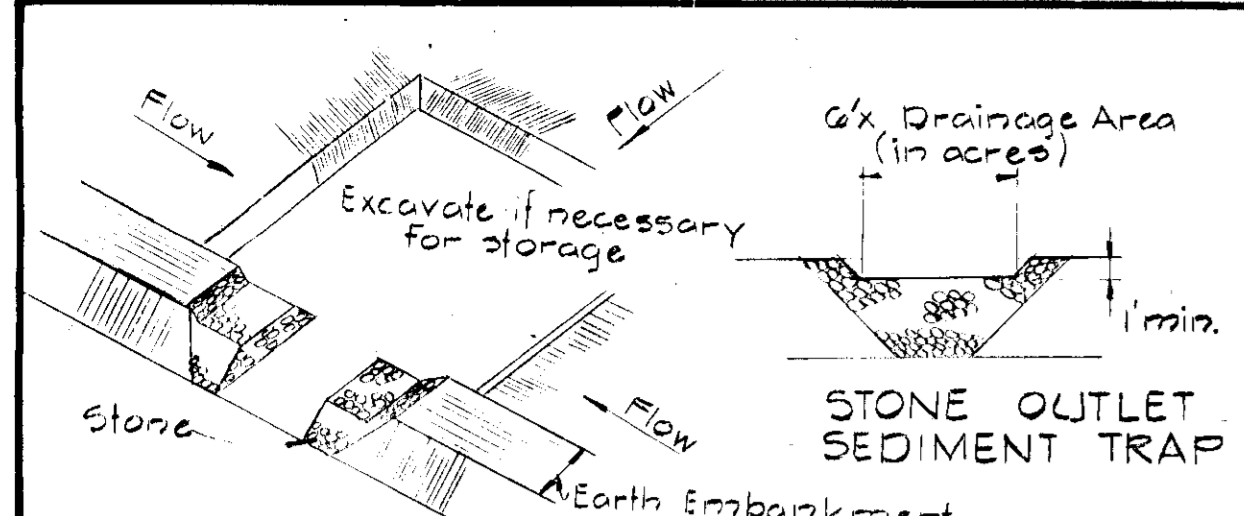 Flow
Flow
Excavate if necessary
for storage
Stone
Flow
Earth Embankment
6'x Drainage Area
(in acres)
1' min.
STONE OUTLET
SEDIMENT TRAP